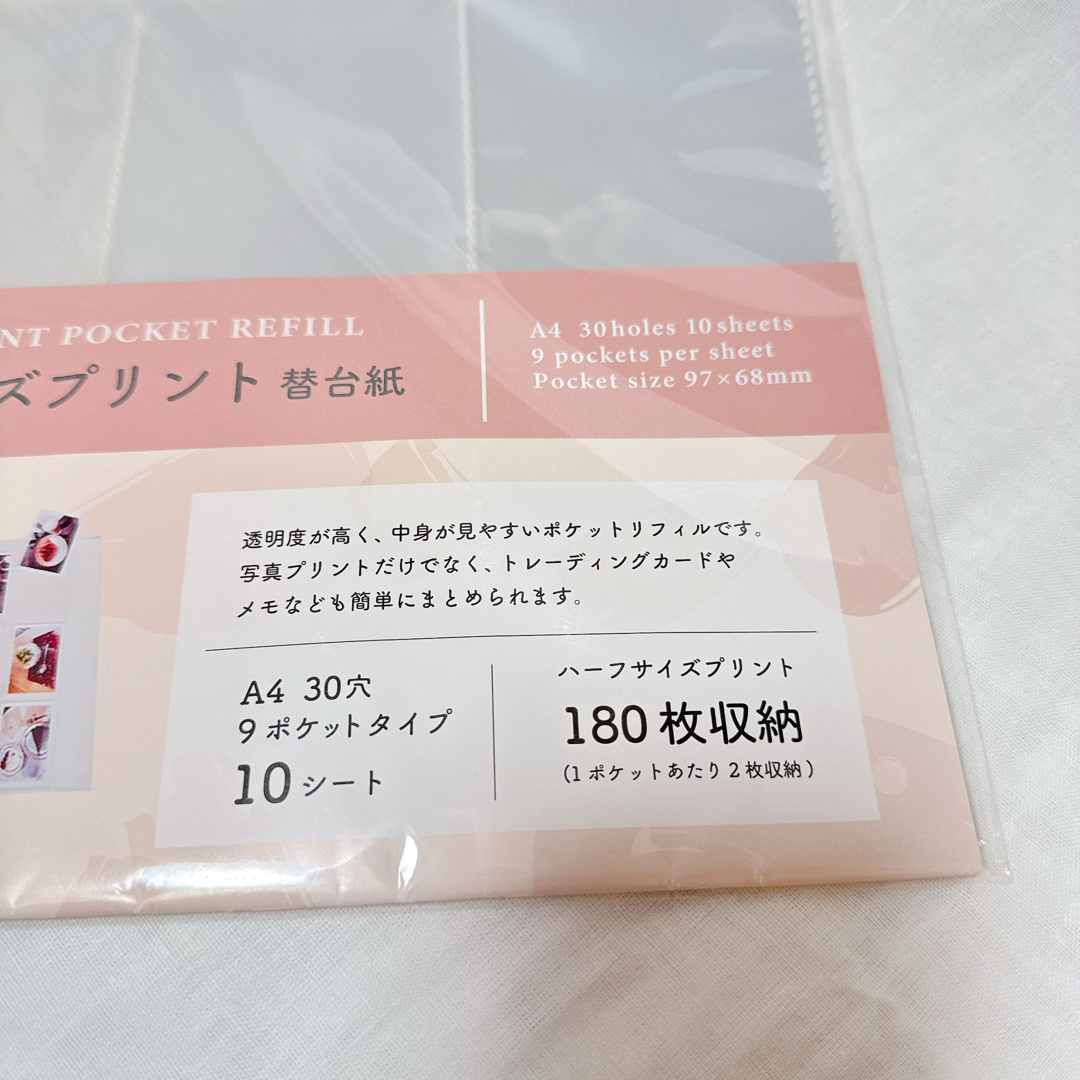 NT POCKET REFILL
ズプリント 替台紙
A4 30holes 10sheets
9 pockets per sheet
Pocket size 97×68mm
透明度が高く、中身が見やすいポケットリフィルです。
写真プリントだけでなく、トレーディングカードや
メモなども簡単にまとめられます。
A4 30穴
9 ポケットタイプ
10シート
ハーフサイズプリント
180枚収納
(1 ポケットあたり 2 枚収納)